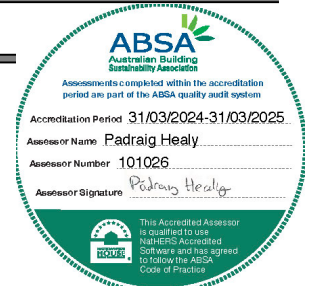 ABSA
Australian Building
Sustainability Association
Assessments completed within the accreditation
period are part of the ABSA quality audit system
Accreditation Period 31/03/2024-31/03/2025
Assessor Name Padraig Healy
Assessor Number 101026
Assessor Signature Padraig Healy
This Accredited Assessor
is qualified to use
NatHERS Accredited
Software and has agreed
to follow the ABSA
Code of Practice
HOUSE